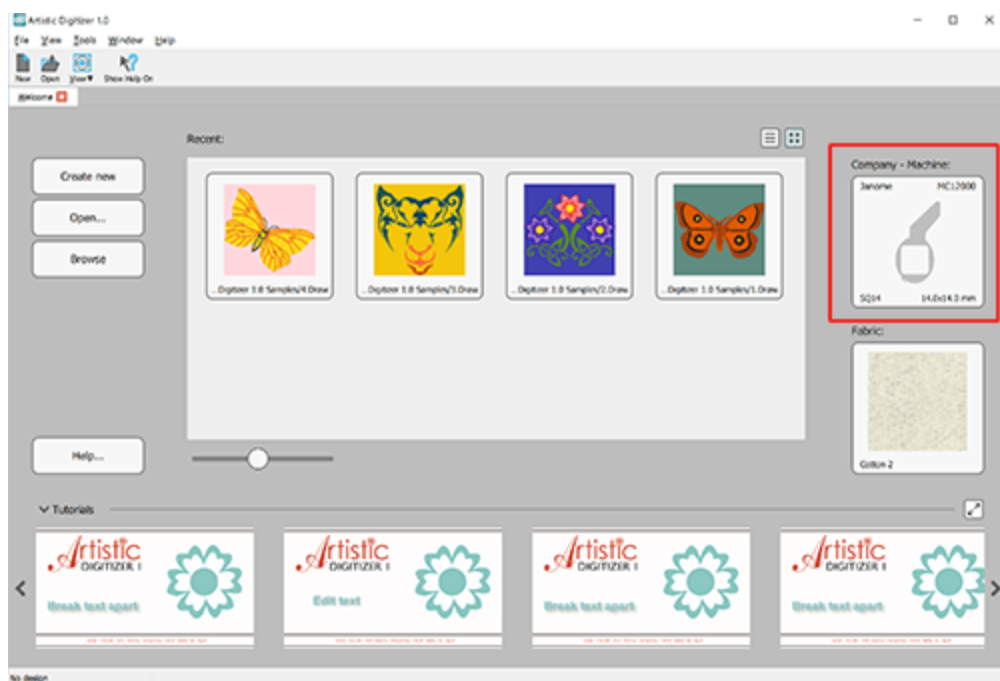 Artistic Digitizer 1.0
File View Tools Window Help
New Open View▼ Show Help On
Welcome
Recent:
Company - Machine:
Create new
Open...
Browse
Janome MC12000
SQ14 14.0x14.0 mm
...Digitizer 1.0 Samples/4.Draw
...Digitizer 1.0 Samples/3.Draw
...Digitizer 1.0 Samples/2.Draw
...Digitizer 1.0 Samples/1.Draw
Fabric:
Cotton 2
Help...
Tutorials
Artistic
DIGITIZER I
Break text apart
Artistic
DIGITIZER I
Edit text
Artistic
DIGITIZER I
Break text apart
Artistic
DIGITIZER I
Break text apart
No design